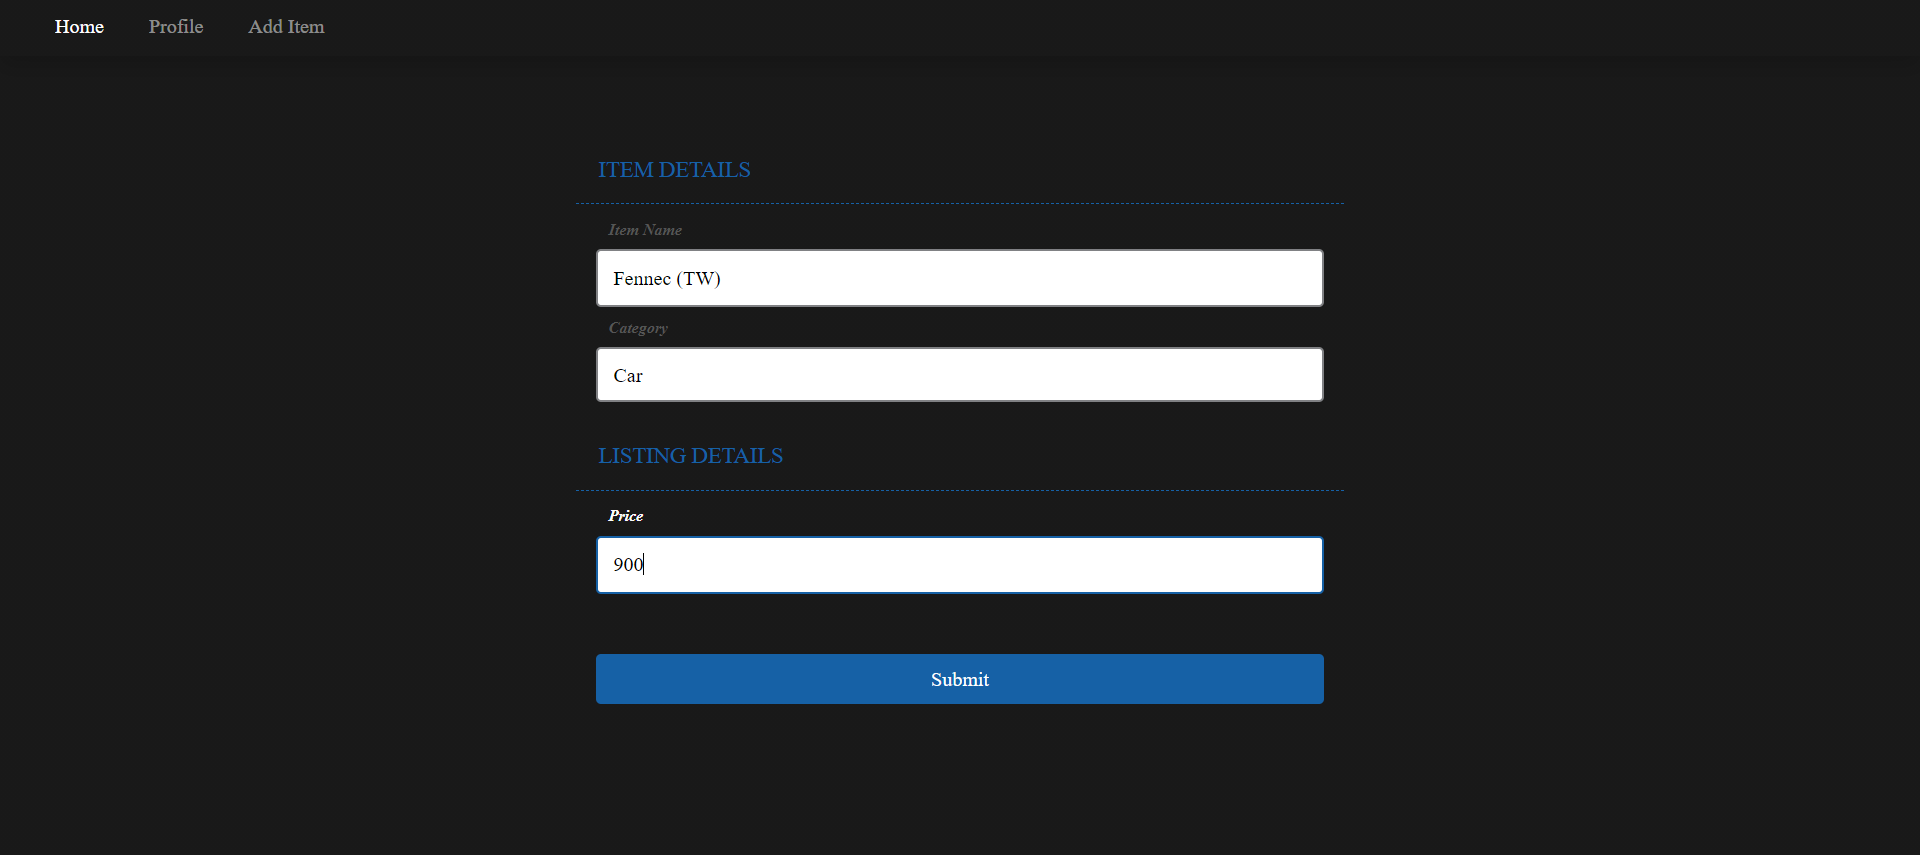 Home Profile Add Item
ITEM DETAILS
Item Name
Fennec (TW)
Category
Car
LISTING DETAILS
Price
900
Submit